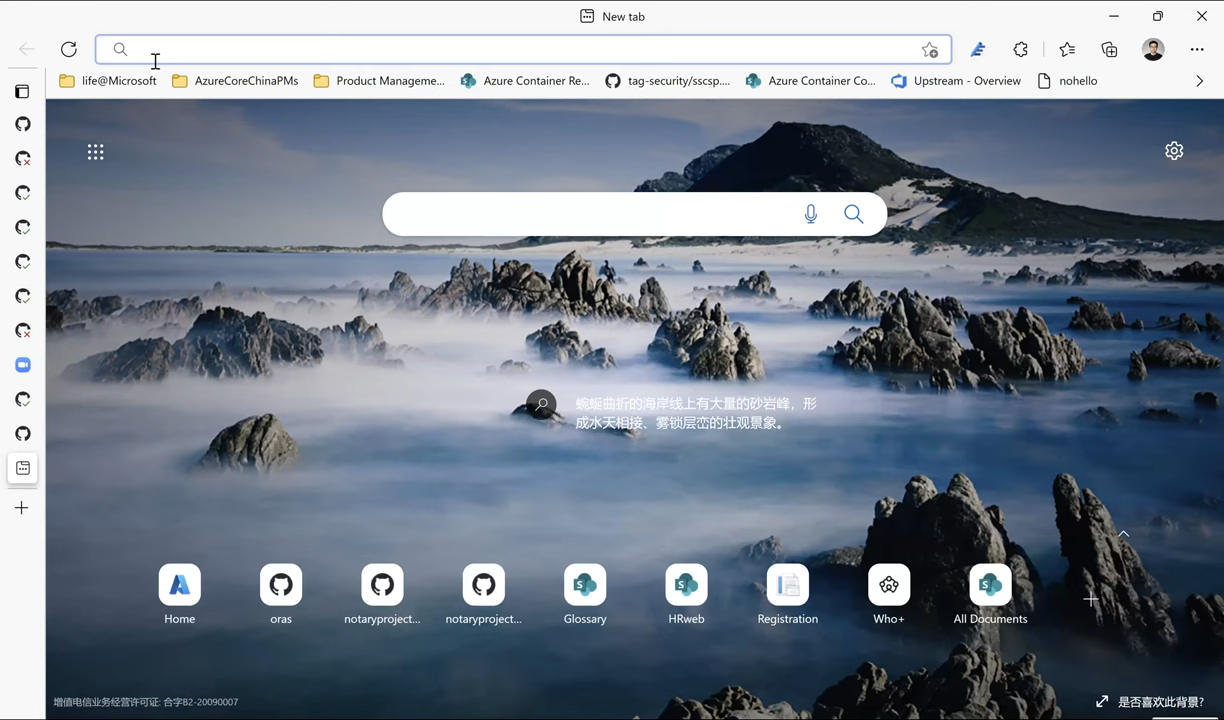 New tab
life@Microsoft
AzureCoreChinaPMs
Product Manageme...
Azure Container Re...
tag-security/sscsp....
Azure Container Co...
Upstream - Overview
nohello
蜿蜒曲折的海岸线上有大量的砂岩峰，形
成水天相接、雾锁层峦的壮观景象。
Home
oras
notaryproject...
notaryproject...
Glossary
HRweb
Registration
Who+
All Documents
增值电信业务经营许可证: 合字B2-20090007
是否喜欢此背景?